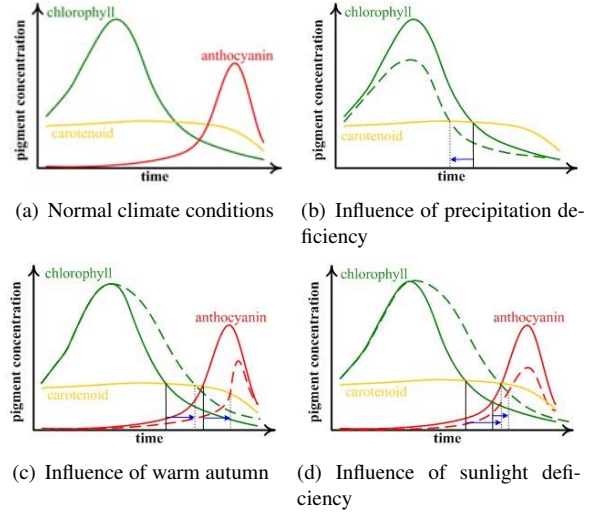 chlorophyll
anthocyanin
carotenoid
pigment concentration
time
(a) Normal climate conditions
chlorophyll
carotenoid
pigment concentration
time
(b) Influence of precipitation de-
ficiency
chlorophyll
anthocyanin
carotenoid
pigment concentration
time
(c) Influence of warm autumn
chlorophyll
anthocyanin
carotenoid
pigment concentration
time
(d) Influence of sunlight defi-
ciency